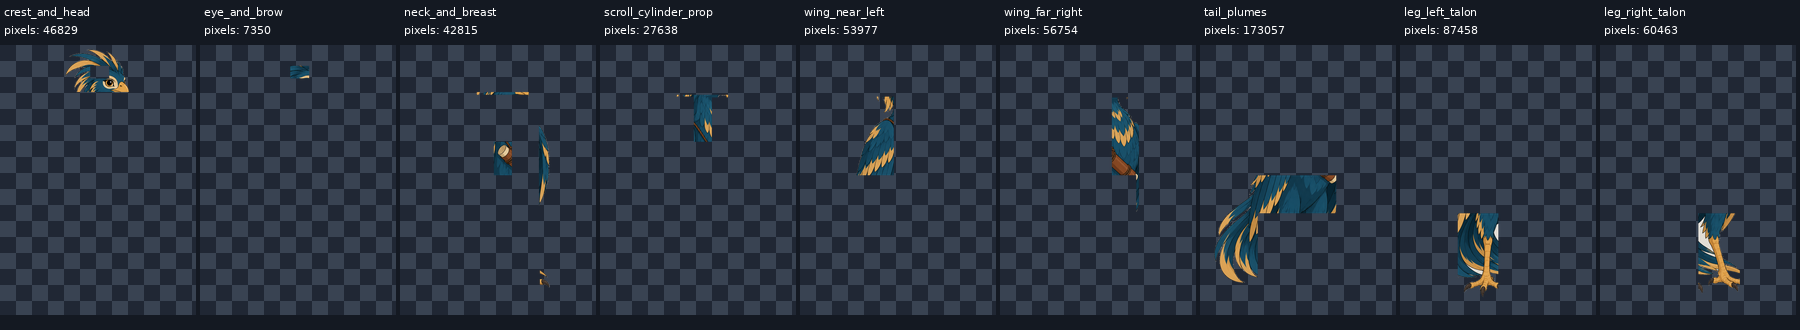 crest_and_head
pixels: 46829
eye_and_brow
pixels: 7350
neck_and_breast
pixels: 42815
scroll_cylinder_prop
pixels: 27638
wing_near_left
pixels: 53977
wing_far_right
pixels: 56754
tail_plumes
pixels: 173057
leg_left_talon
pixels: 87458
leg_right_talon
pixels: 60463